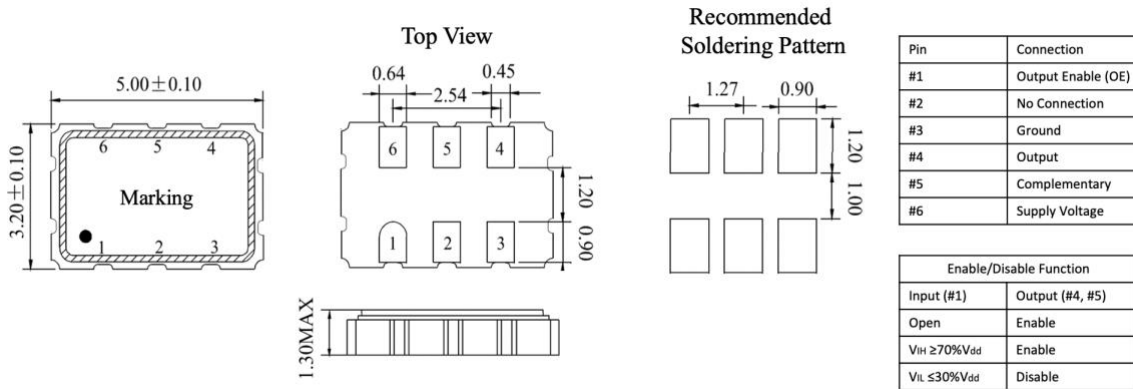 5.00±0.10
3.20±0.10
6 5 4
Marking
1 2 3
Top View
0.64
0.45
2.54
6 5 4
1 2 3
1.20
0.90
1.30MAX
Recommended
Soldering Pattern
1.27
0.90
1.20
1.00
Pin Connection
#1 Output Enable (OE)
#2 No Connection
#3 Ground
#4 Output
#5 Complementary
#6 Supply Voltage
Enable/Disable Function
Input (#1) Output (#4, #5)
Open Enable
VIH ≥70%Vdd Enable
VIL ≤30%Vdd Disable